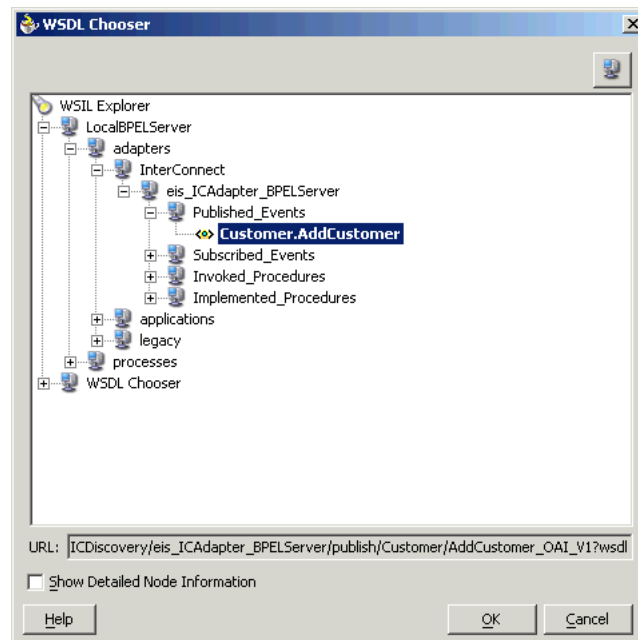 WSDL Chooser
WSIL Explorer
LocalBPELServer
adapters
InterConnect
eis_ICAdapter_BPELServer
Published_Events
Customer.AddCustomer
Subscribed_Events
Invoked_Procedures
Implemented_Procedures
applications
legacy
processes
WSDL Chooser
URL: ICDiscovery/eis_ICAdapter_BPELServer/publish/Customer/AddCustomer_OAI_V1?wsdl
Show Detailed Node Information
Help OK Cancel